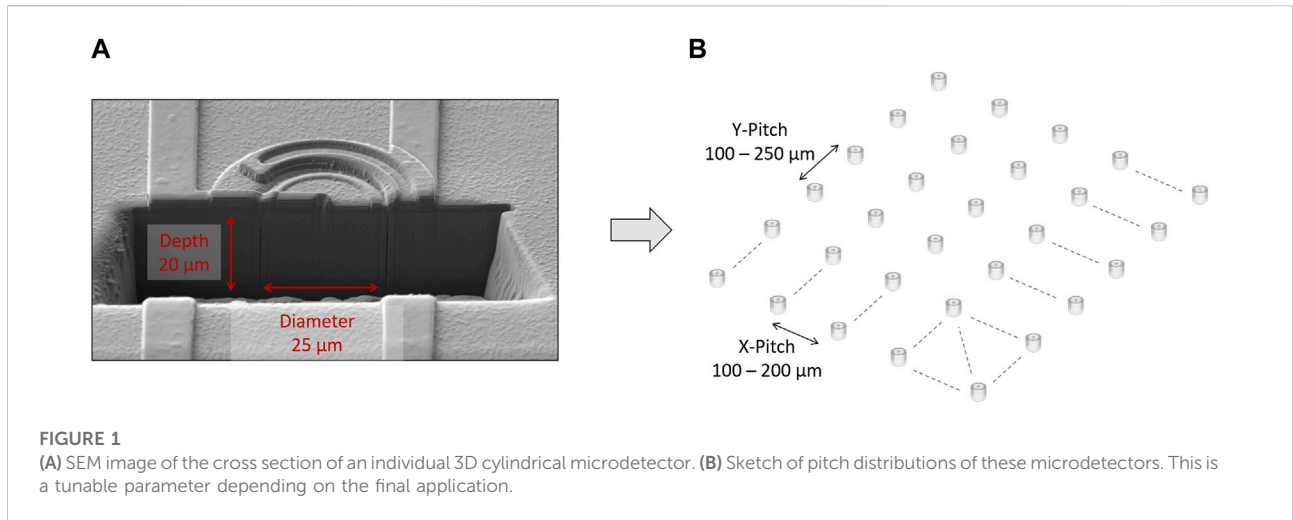 A
B
Depth
20 µm
Diameter
25 µm
Y-Pitch
100 – 250 µm
X-Pitch
100 – 200 µm
FIGURE 1
(A) SEM image of the cross section of an individual 3D cylindrical microdetector. (B) Sketch of pitch distributions of these microdetectors. This is
a tunable parameter depending on the final application.